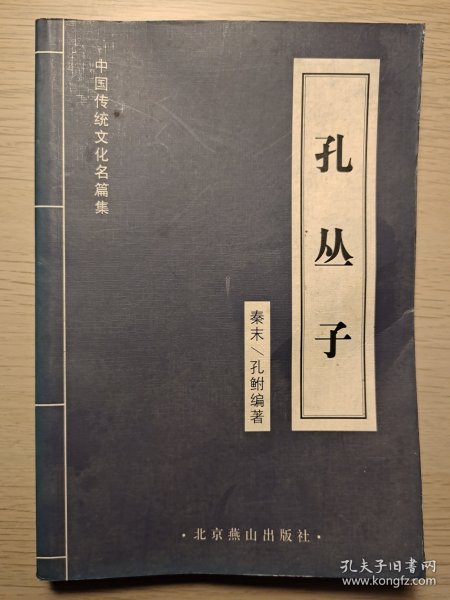 中国传统文化名篇集
孔丛子
秦末/孔鲋编著
·北京燕山出版社·
孔夫子旧书网
www.kongfz.com